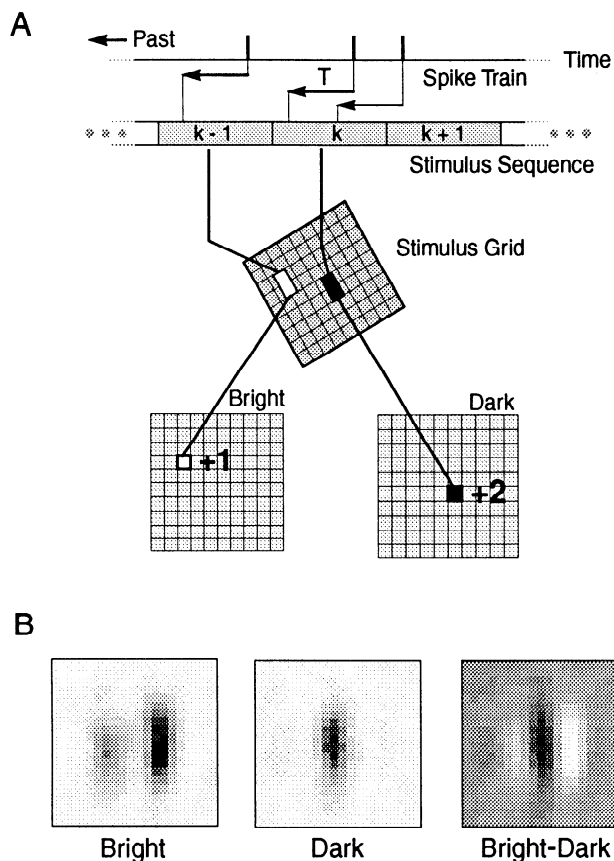 A
Past
Time
T
Spike Train
k - 1
k
k + 1
Stimulus Sequence
Stimulus Grid
Bright
Dark
+1
+2
B
Bright
Dark
Bright-Dark